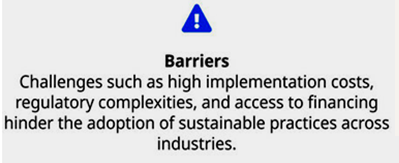 Barriers
Challenges such as high implementation costs,
regulatory complexities, and access to financing
hinder the adoption of sustainable practices across
industries.